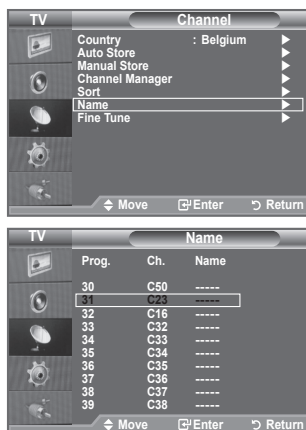 TV Channel
Country : Belgium ▶
Auto Store ▶
Manual Store ▶
Channel Manager ▶
Sort ▶
Name ▶
Fine Tune ▶
Move Enter Return
TV Name
Prog. Ch. Name
30 C50 -----
31 C23 -----
32 C16 -----
33 C32 -----
34 C33 -----
35 C34 -----
36 C35 -----
37 C36 -----
38 C37 -----
39 C38 -----
Move Enter Return